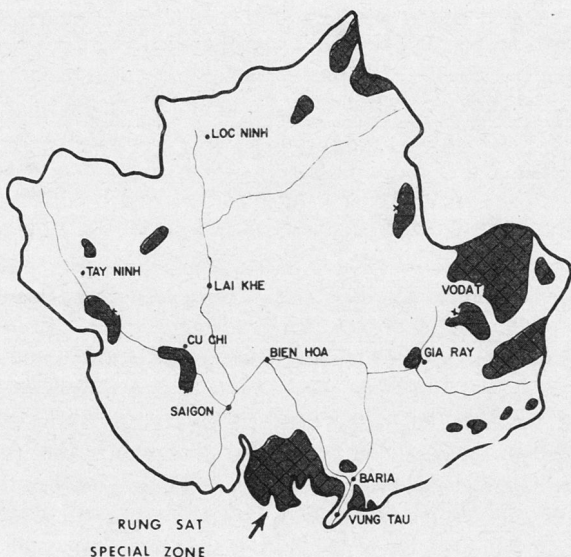 LOC NINH
TAY NINH
LAI KHE
VODAT
CU CHI
BIEN HOA
GIA RAY
SAIGON
BARIA
VUNG TAU
RUNG SAT
SPECIAL ZONE